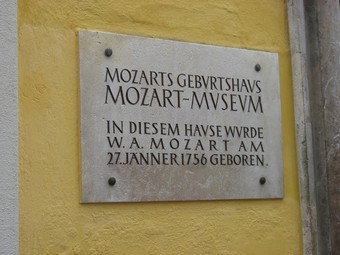 MOZARTS GEBVRTSHAVS
MOZART-MVSEVM
IN DIESEM HAVSE WVRDE
W. A. MOZART AM
27. JÄNNER 1756 GEBOREN